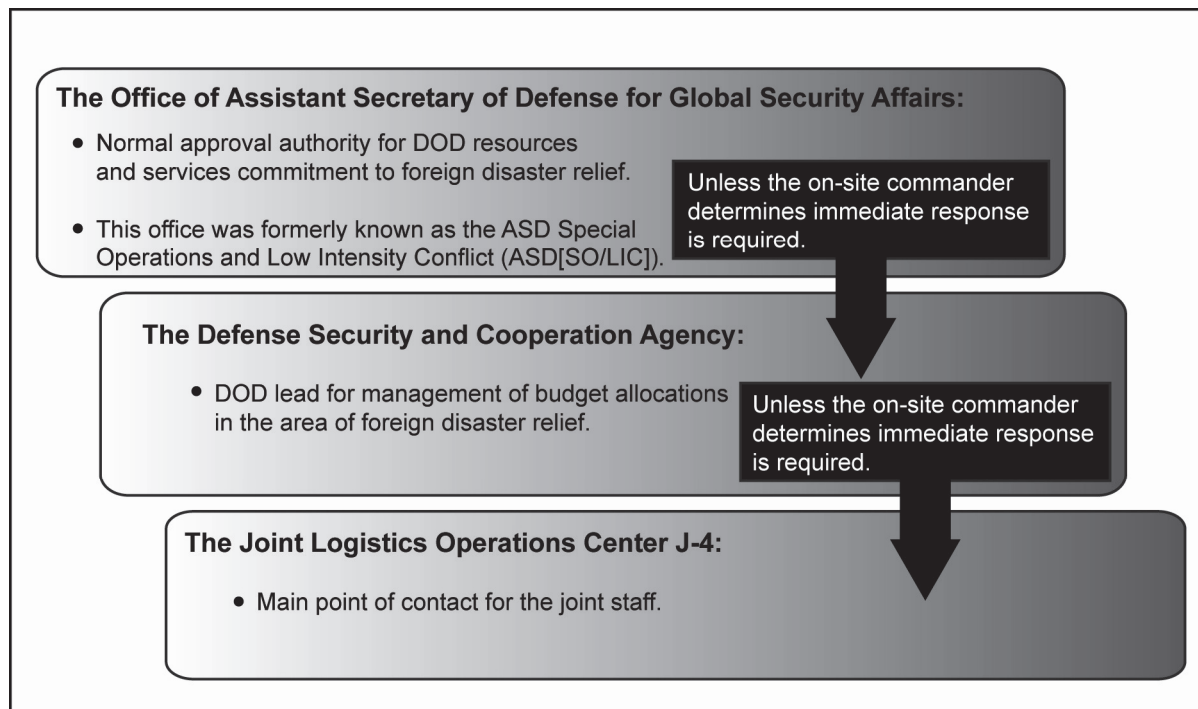 The Office of Assistant Secretary of Defense for Global Security Affairs:
• Normal approval authority for DOD resources
and services commitment to foreign disaster relief.
• This office was formerly known as the ASD Special
Operations and Low Intensity Conflict (ASD[SO/LIC]).
Unless the on-site commander
determines immediate response
is required.
The Defense Security and Cooperation Agency:
• DOD lead for management of budget allocations
in the area of foreign disaster relief.
Unless the on-site commander
determines immediate response
is required.
The Joint Logistics Operations Center J-4:
• Main point of contact for the joint staff.